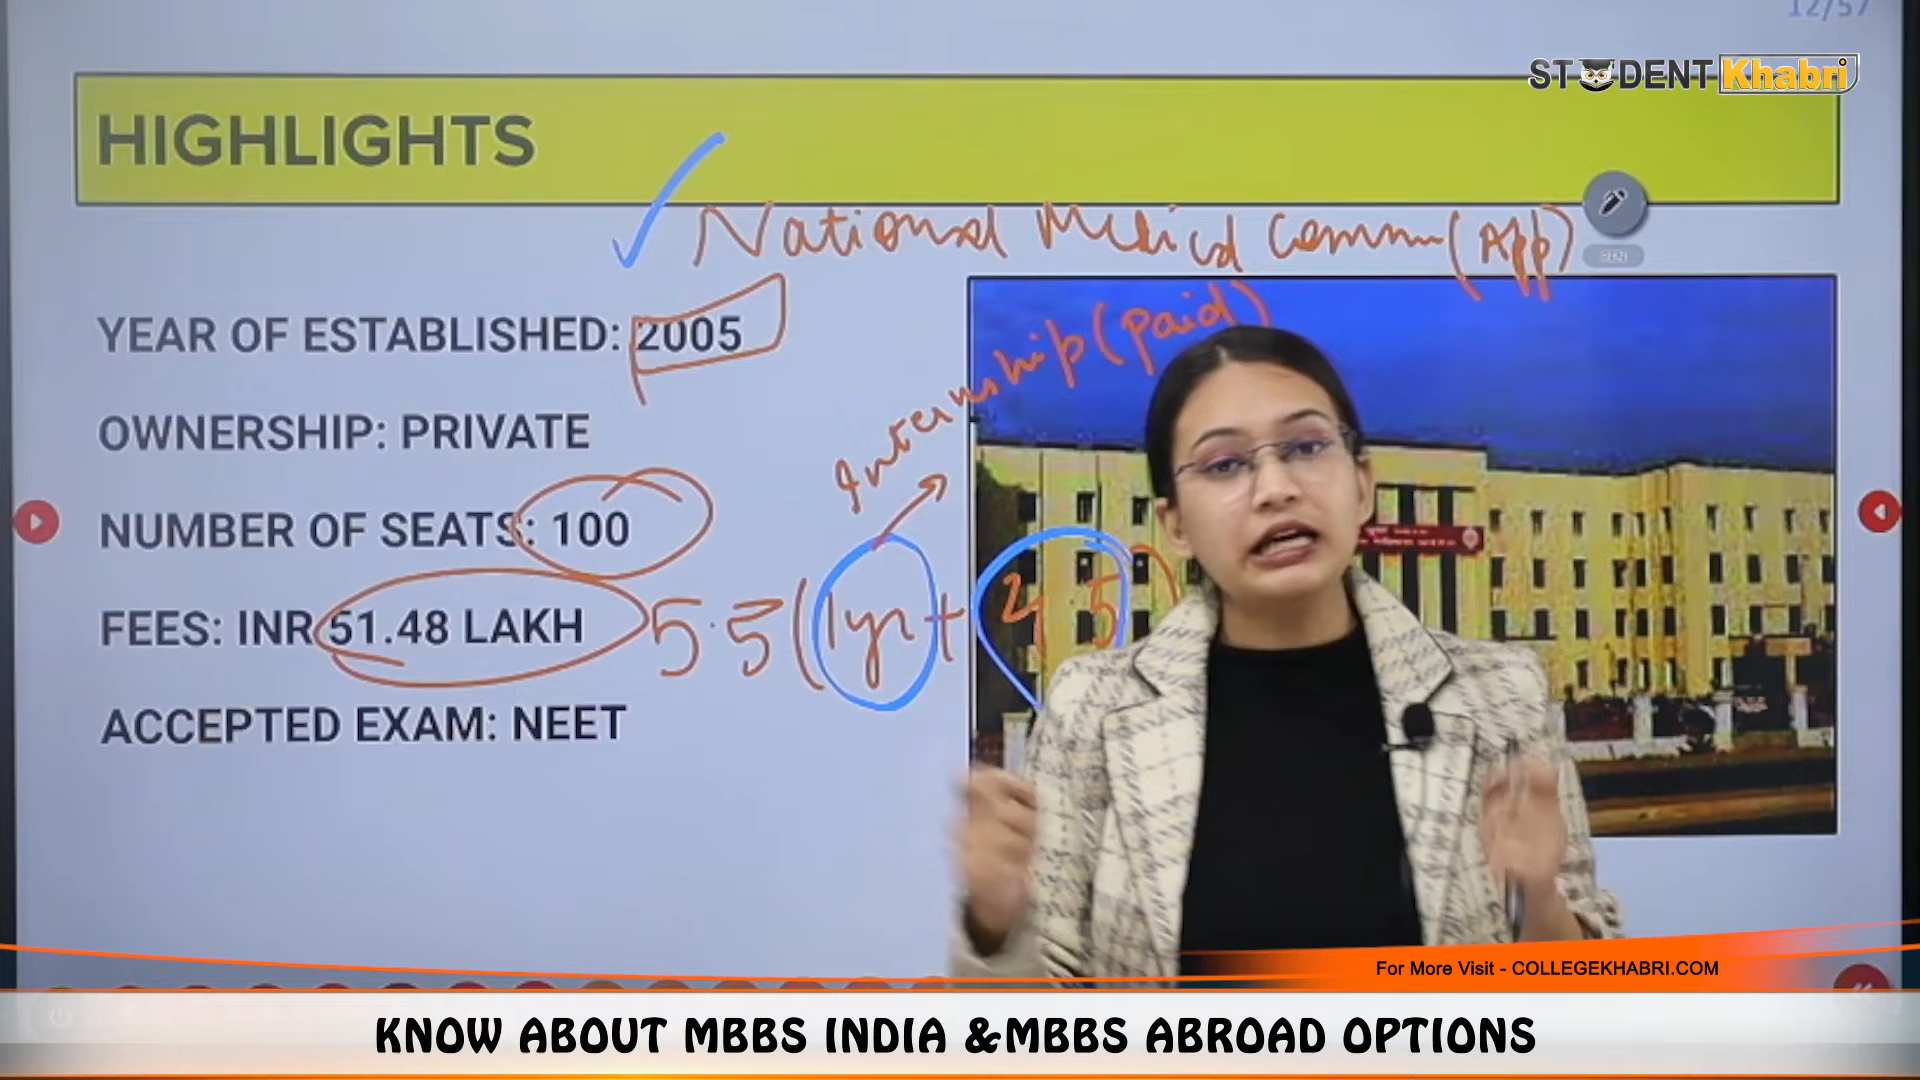 12/57
STUDENT Khabri
HIGHLIGHTS
National Medical Comm (App)
Internship (paid)
YEAR OF ESTABLISHED: 2005
OWNERSHIP: PRIVATE
NUMBER OF SEATS: 100
FEES: INR 51.48 LAKH
5.5 (1yr + 4.5)
ACCEPTED EXAM: NEET
For More Visit - COLLEGEKHABRI.COM
KNOW ABOUT MBBS INDIA &MBBS ABROAD OPTIONS